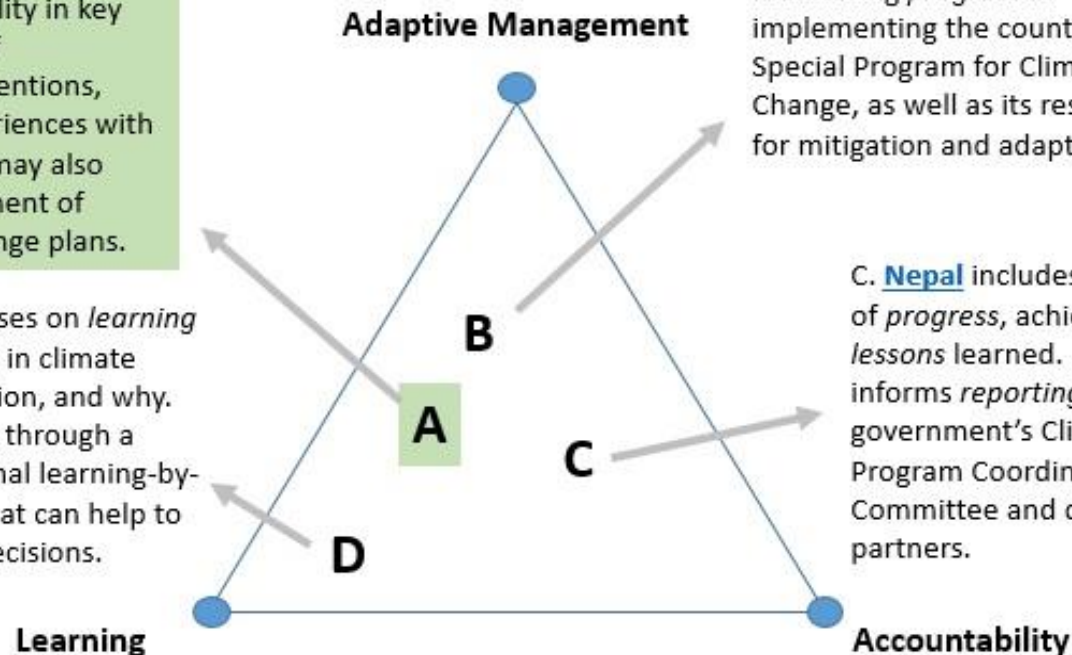 lity in key
entions,
riences with
may also
nent of
nge plans.
Adaptive Management
implementing the count
Special Program for Clim
Change, as well as its res
for mitigation and adapt
B
A
C
D
C. Nepal includes
of progress, achie
lessons learned.
informs reporting
government's Cli
Program Coordin
Committee and d
partners.
ses on learning
in climate
ion, and why.
through a
nal learning-by-
at can help to
ecisions.
Learning
Accountability